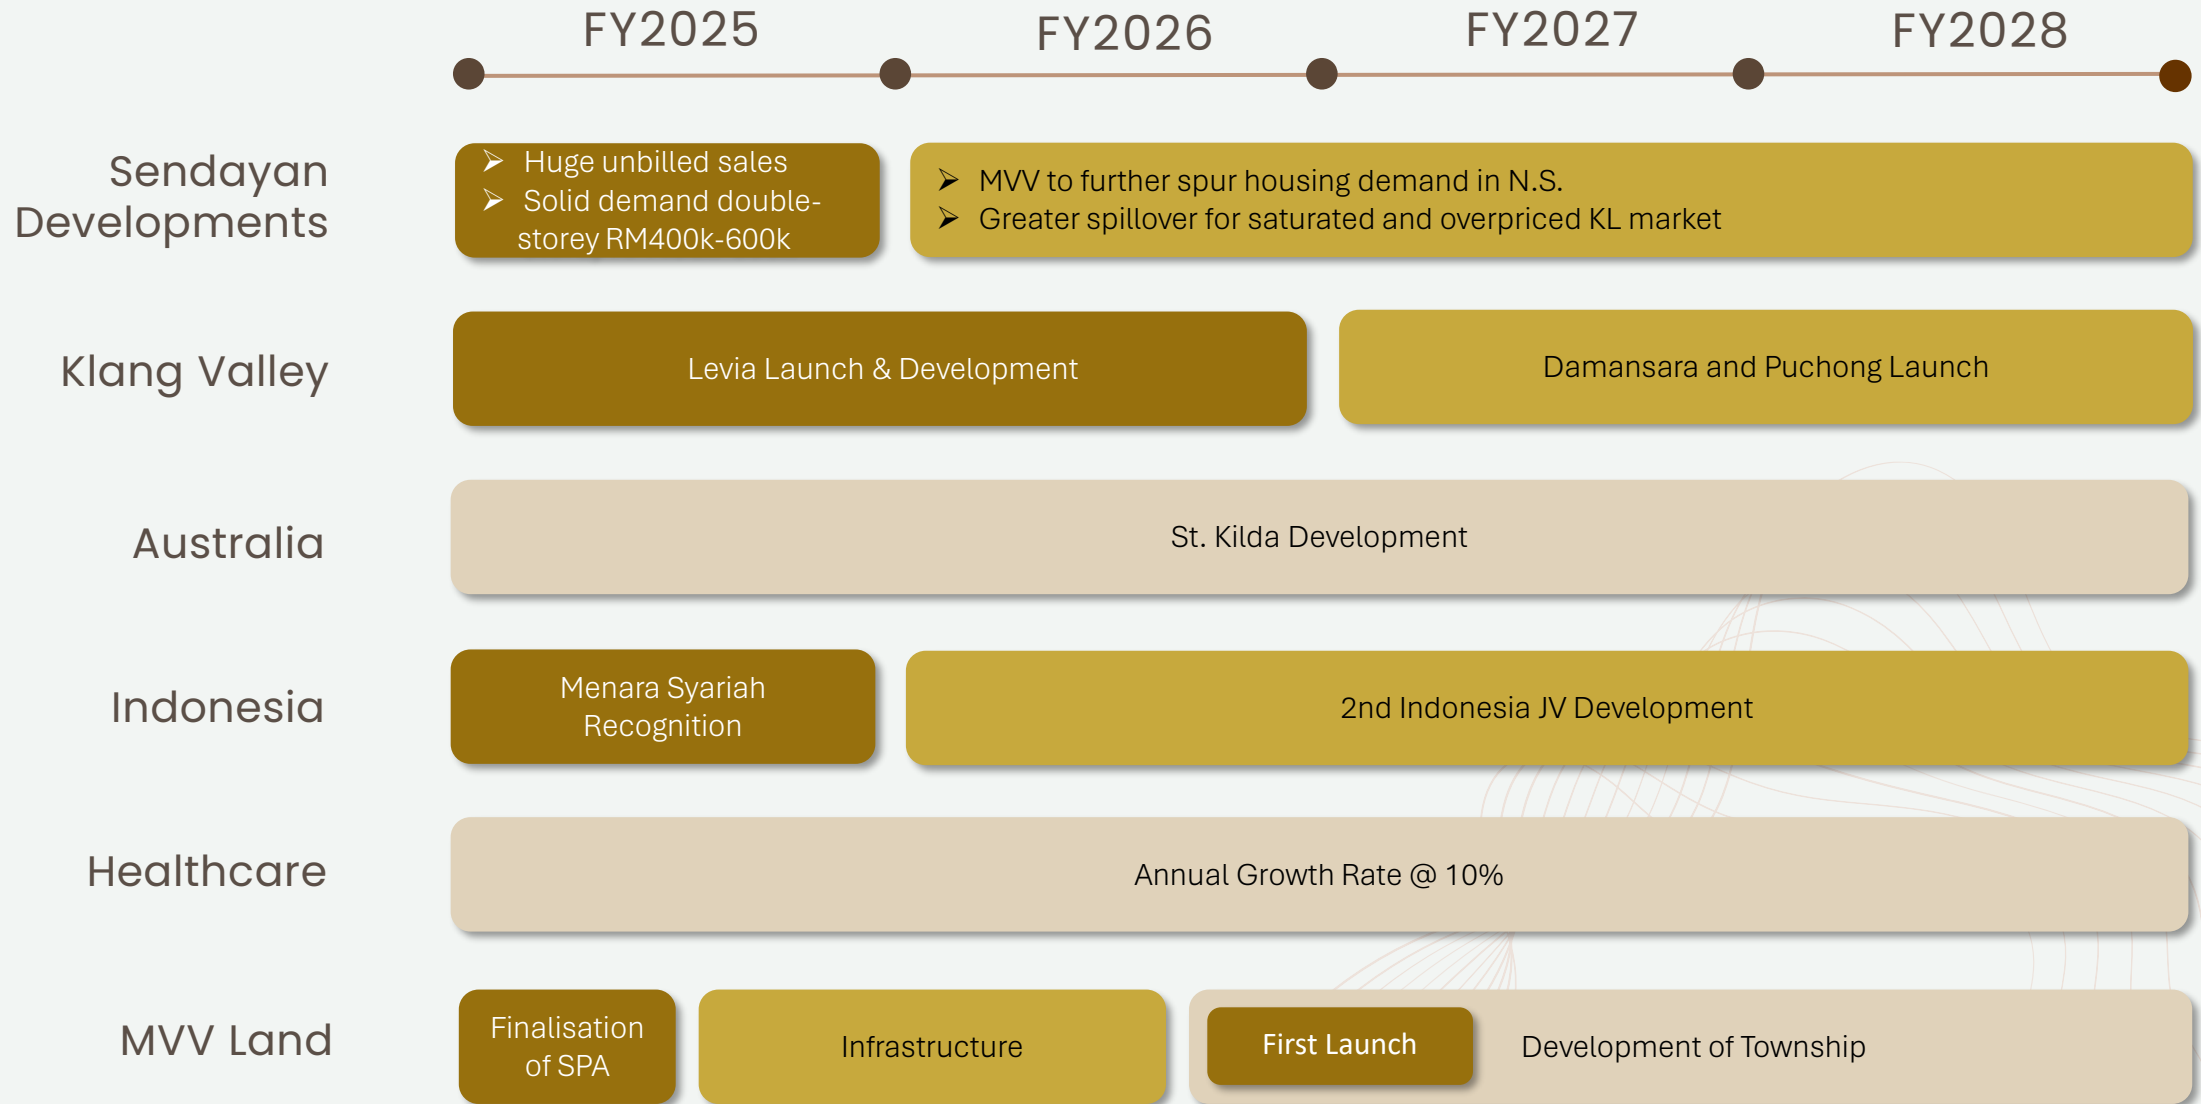 FY2025 FY2026 FY2027 FY2028
Sendayan
Developments
➢ Huge unbilled sales
➢ Solid demand double-
storey RM400k-600k
➢ MVV to further spur housing demand in N.S.
➢ Greater spillover for saturated and overpriced KL market
Klang Valley
Levia Launch & Development
Damansara and Puchong Launch
Australia
St. Kilda Development
Indonesia
Menara Syariah
Recognition
2nd Indonesia JV Development
Healthcare
Annual Growth Rate @ 10%
MVV Land
Finalisation
of SPA
Infrastructure
First Launch
Development of Township